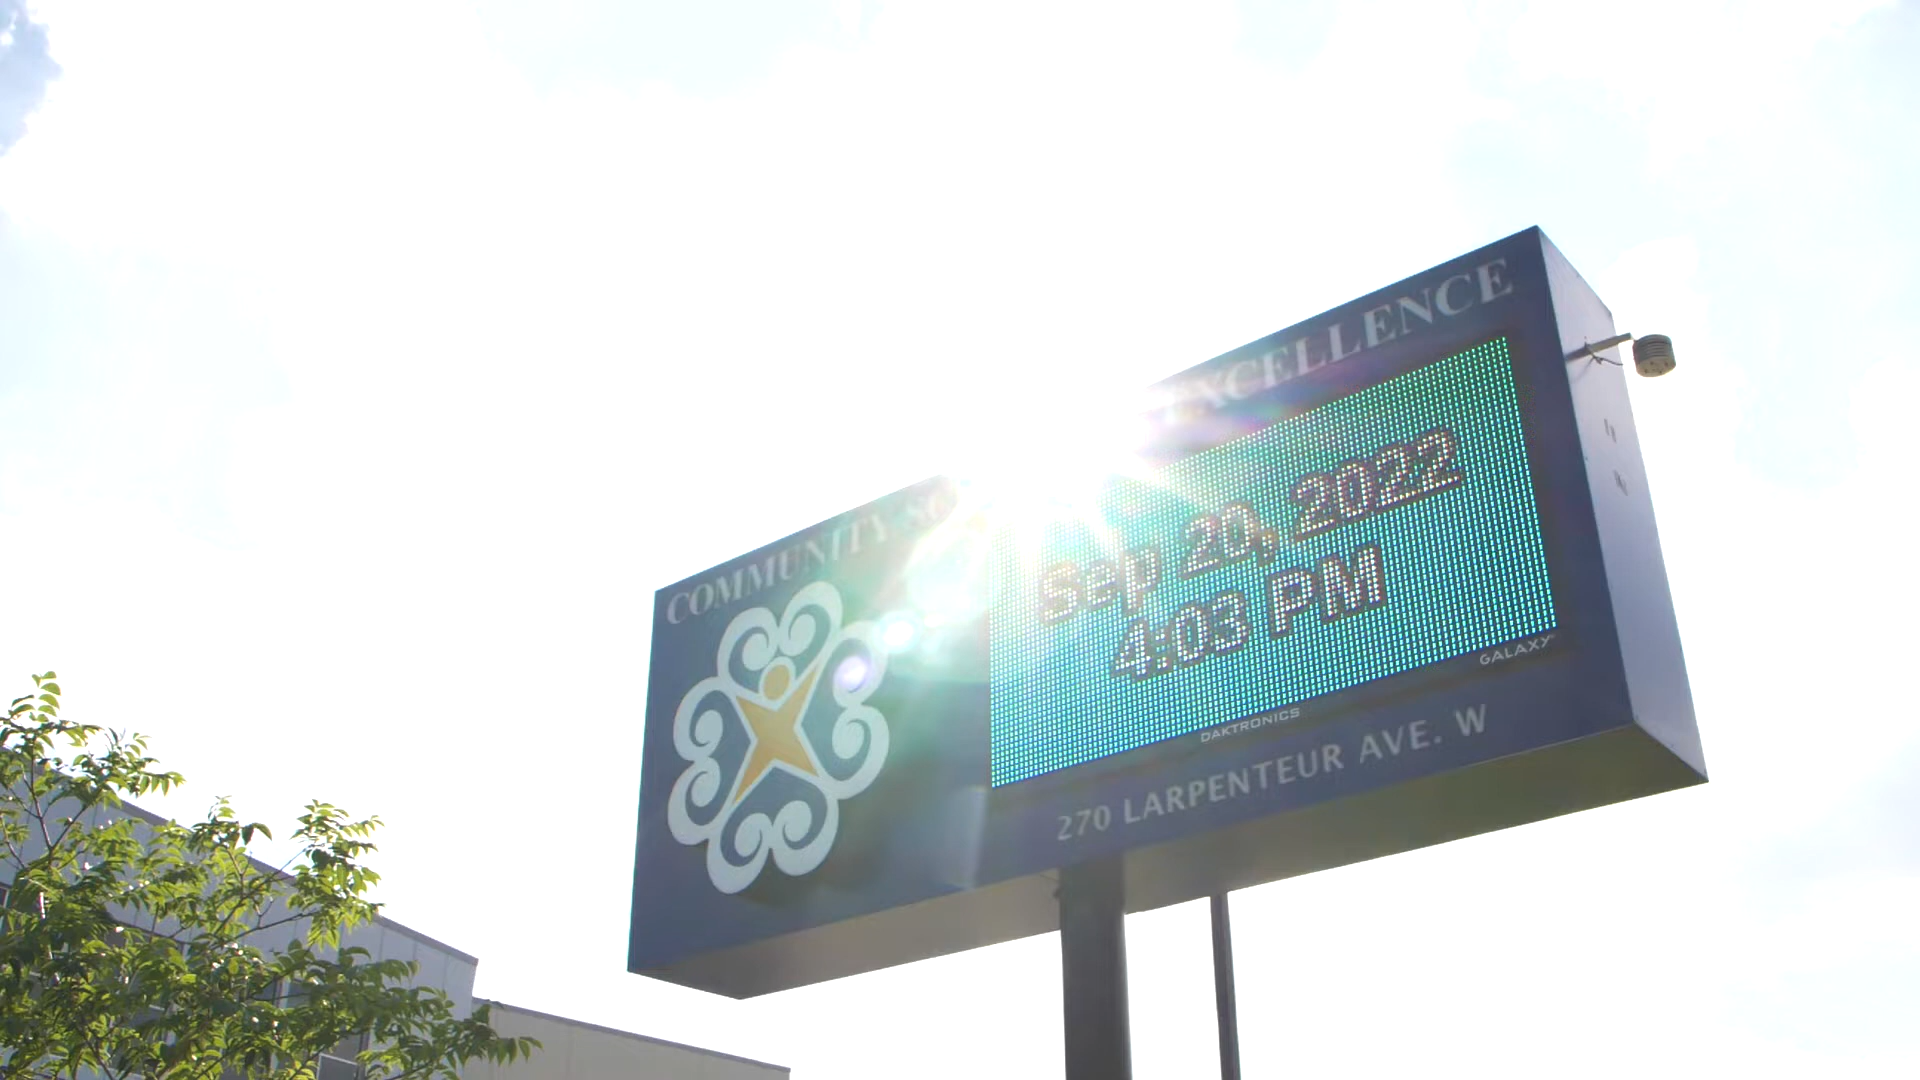 COMMUNITY EXCELLENCE
Sep 20, 2022
4:03 PM
GALAXY
DAKTRONICS
270 LARPENTEUR AVE. W